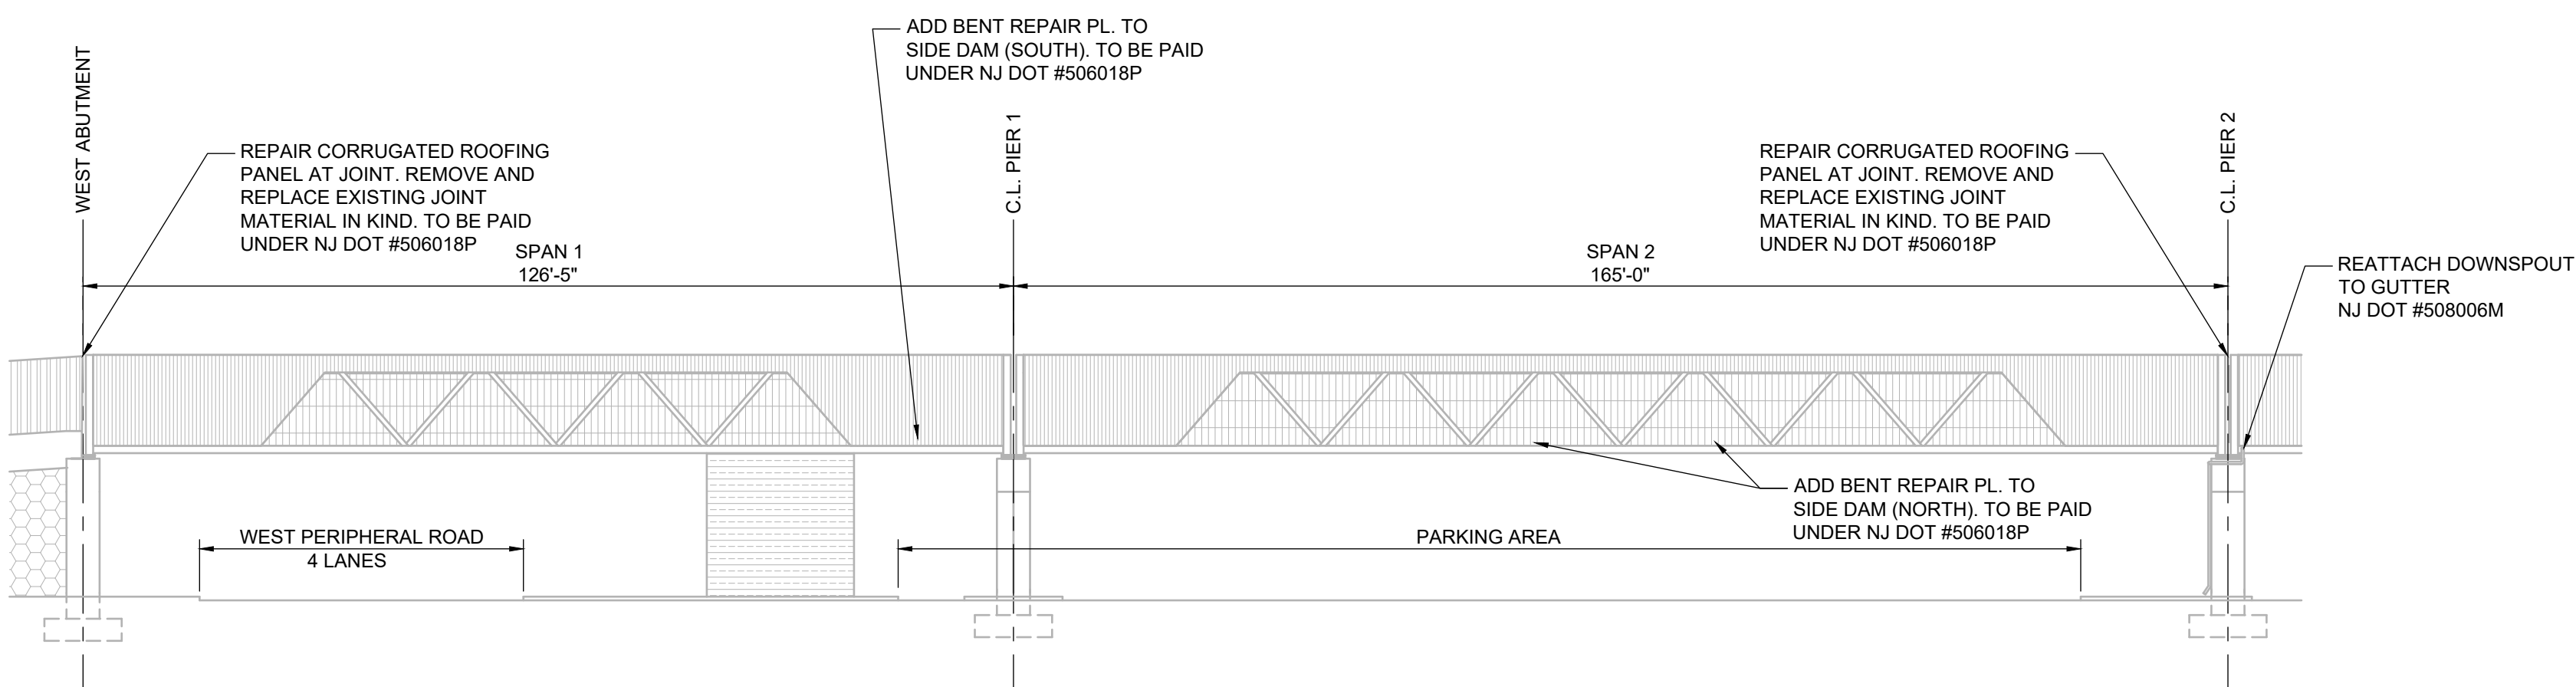 ADD BENT REPAIR PL. TO
SIDE DAM (SOUTH). TO BE PAID
UNDER NJ DOT #506018P
WEST ABUTMENT
REPAIR CORRUGATED ROOFING
PANEL AT JOINT. REMOVE AND
REPLACE EXISTING JOINT
MATERIAL IN KIND. TO BE PAID
UNDER NJ DOT #506018P
C.L. PIER 1
REPAIR CORRUGATED ROOFING
PANEL AT JOINT. REMOVE AND
REPLACE EXISTING JOINT
MATERIAL IN KIND. TO BE PAID
UNDER NJ DOT #506018P
C.L. PIER 2
SPAN 1
126'-5"
SPAN 2
165'-0"
REATTACH DOWNSPOUT
TO GUTTER
NJ DOT #508006M
ADD BENT REPAIR PL. TO
SIDE DAM (NORTH). TO BE PAID
UNDER NJ DOT #506018P
WEST PERIPHERAL ROAD
4 LANES
PARKING AREA